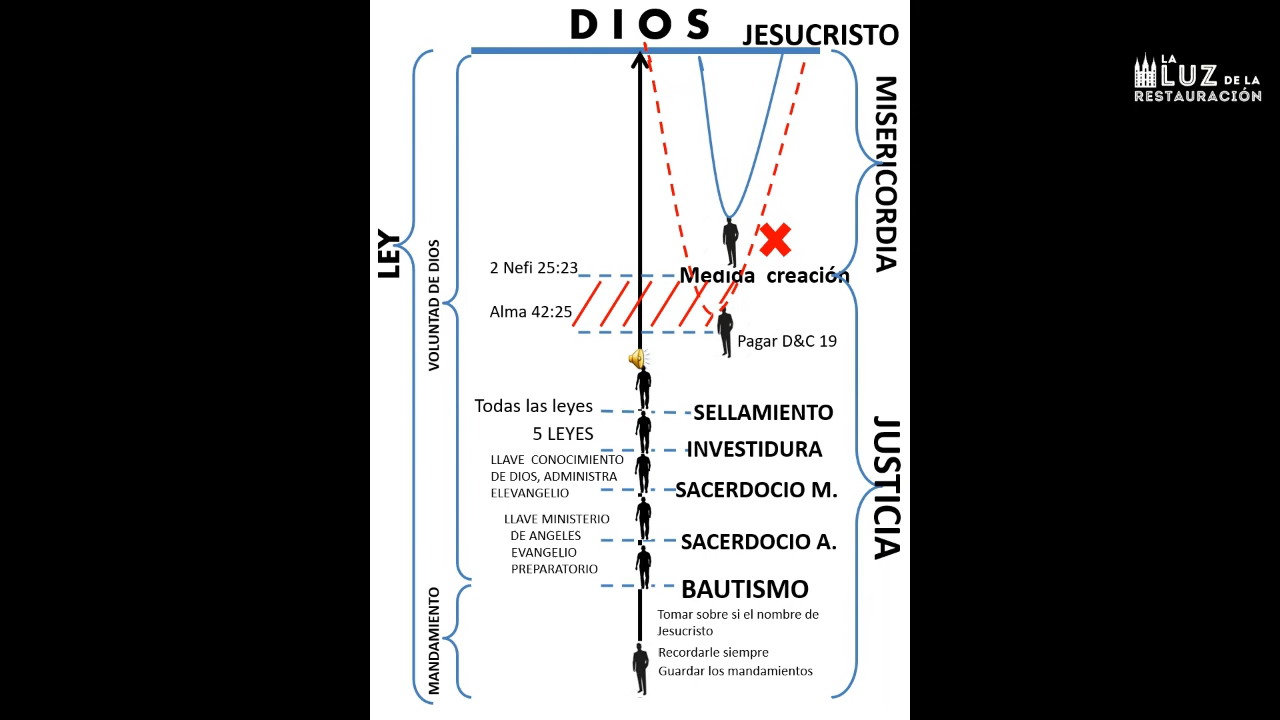 DIOS
JESUCRISTO
LA
LUZ DE LA
RESTAURACIÓN
MISERICORDIA
LEY
VOLUNTAD DE DIOS
2 Nefi 25:23
Medida creación
Alma 42:25
Pagar D&C 19
Todas las leyes
SELLAMIENTO
5 LEYES
INVESTIDURA
LLAVE CONOCIMIENTO
DE DIOS, ADMINISTRA
ELEVANGELIO
SACERDOCIO M.
JUSTICIA
LLAVE MINISTERIO
DE ANGELES
EVANGELIO
PREPARATORIO
SACERDOCIO A.
BAUTISMO
MANDAMIENTO
Tomar sobre si el nombre de
Jesucristo
Recordarle siempre
Guardar los mandamientos